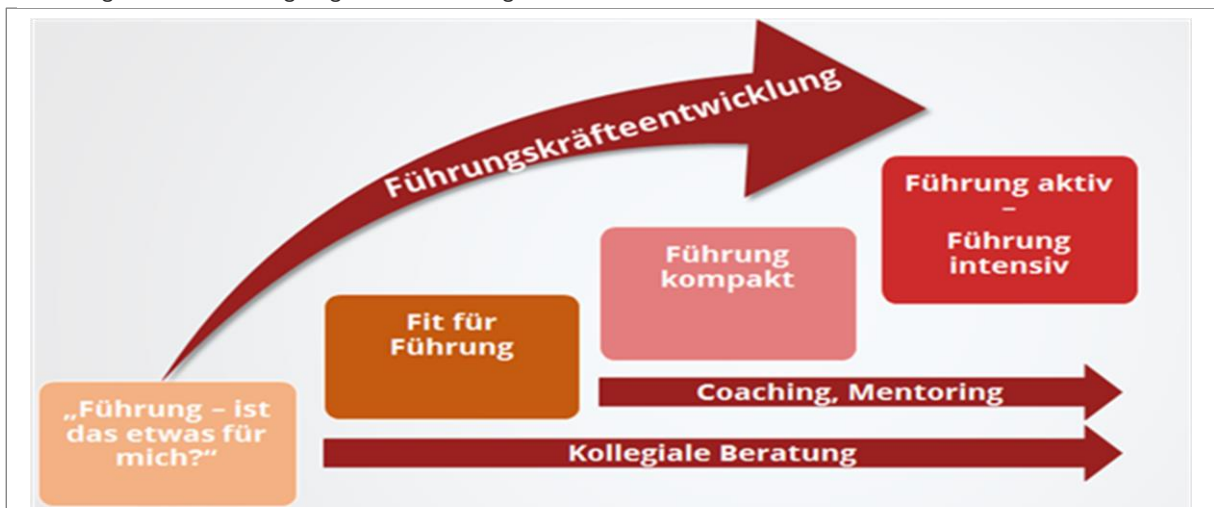 Führungskräfteentwicklung
Führung aktiv
–
Führung
intensiv
Führung
kompakt
Fit für
Führung
„Führung – ist
das etwas für
mich?“
Coaching, Mentoring
Kollegiale Beratung